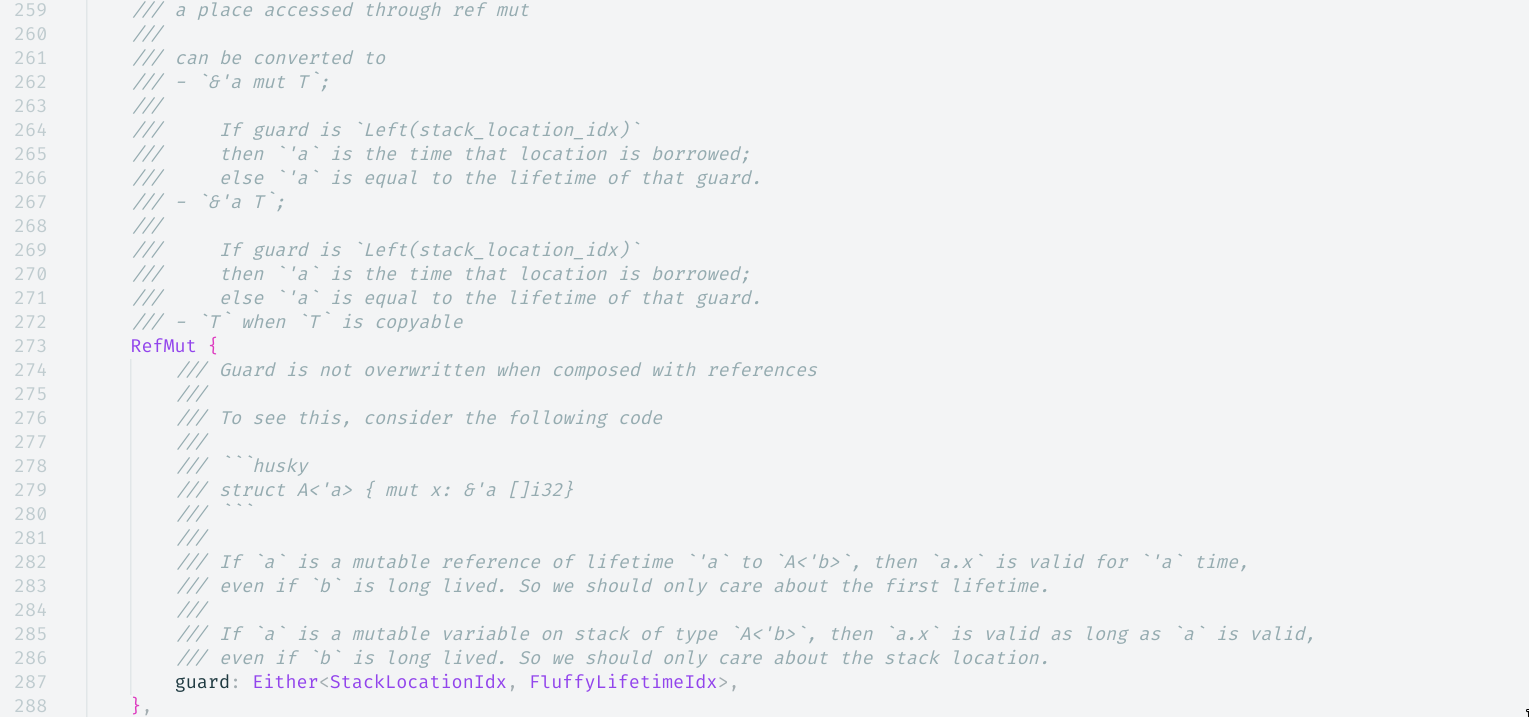 259 /// a place accessed through ref mut
260 ///
261 /// can be converted to
262 /// - `&'a mut T`;
263 ///
264 ///     If guard is `Left(stack_location_idx)`
265 ///     then `'a` is the time that location is borrowed;
266 ///     else `'a` is equal to the lifetime of that guard.
267 /// - `&'a T`;
268 ///
269 ///     If guard is `Left(stack_location_idx)`
270 ///     then `'a` is the time that location is borrowed;
271 ///     else `'a` is equal to the lifetime of that guard.
272 /// - `T` when `T` is copyable
273 RefMut {
274     /// Guard is not overwritten when composed with references
275     ///
276     /// To see this, consider the following code
277     ///
278     /// ```husky
279     /// struct A<'a> { mut x: &'a []i32}
280     /// ```
281     ///
282     /// If `a` is a mutable reference of lifetime `'a` to `A<'b>`, then `a.x` is valid for `'a` time,
283     /// even if `b` is long lived. So we should only care about the first lifetime.
284     ///
285     /// If `a` is a mutable variable on stack of type `A<'b>`, then `a.x` is valid as long as `a` is valid,
286     /// even if `b` is long lived. So we should only care about the stack location.
287     guard: Either<StackLocationIdx, FluffyLifetimeIdx>,
288 },